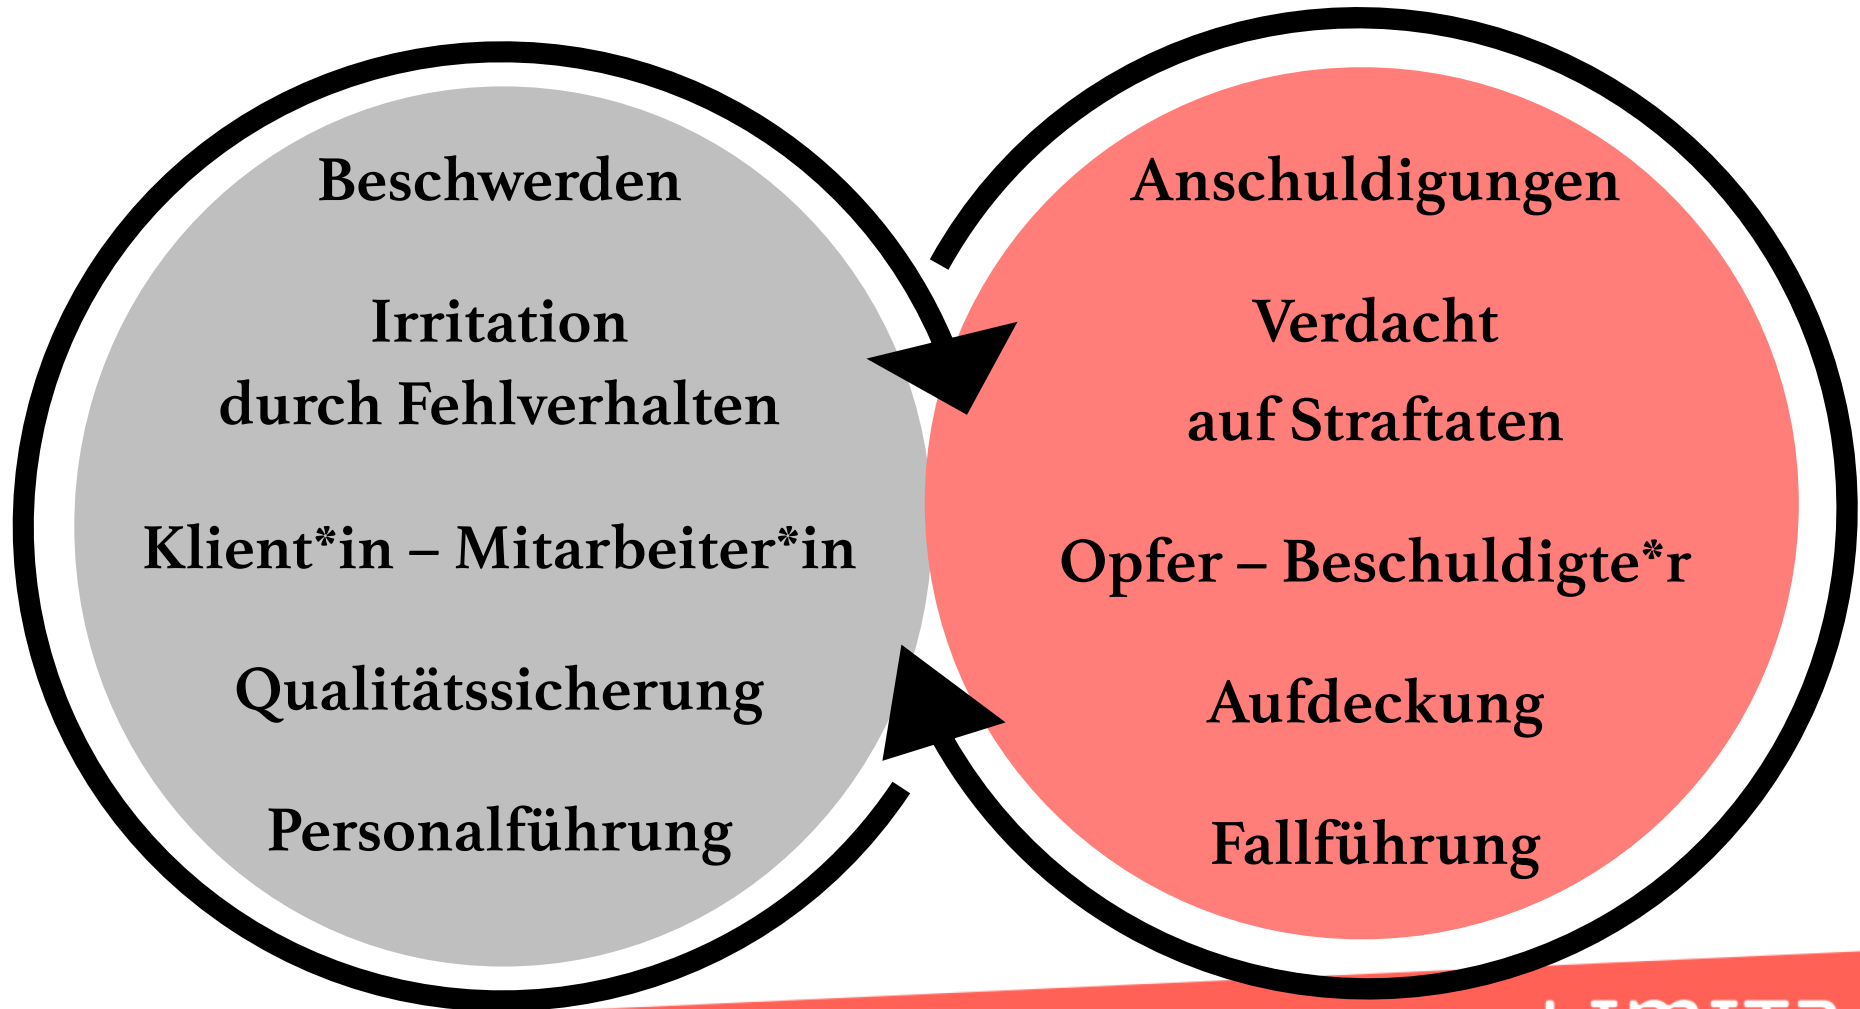 Beschwerden
Irritation
durch Fehlverhalten
Klient*in – Mitarbeiter*in
Qualitätssicherung
Personalführung
Anschuldigungen
Verdacht
auf Straftaten
Opfer – Beschuldigte*r
Aufdeckung
Fallführung